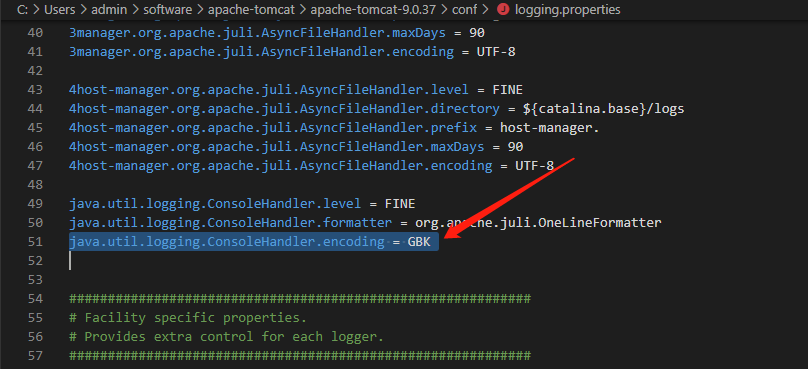 C: > Users > admin > software > apache-tomcat > apache-tomcat-9.0.37 > conf > J logging.properties
40 3manager.org.apache.juli.AsyncFileHandler.maxDays = 90
41 3manager.org.apache.juli.AsyncFileHandler.encoding = UTF-8
42
43 4host-manager.org.apache.juli.AsyncFileHandler.level = FINE
44 4host-manager.org.apache.juli.AsyncFileHandler.directory = ${catalina.base}/logs
45 4host-manager.org.apache.juli.AsyncFileHandler.prefix = host-manager.
46 4host-manager.org.apache.juli.AsyncFileHandler.maxDays = 90
47 4host-manager.org.apache.juli.AsyncFileHandler.encoding = UTF-8
48
49 java.util.logging.ConsoleHandler.level = FINE
50 java.util.logging.ConsoleHandler.formatter = org.apache.juli.OneLineFormatter
51 java.util.logging.ConsoleHandler.encoding = GBK
52
53
54 ############################################################
55 # Facility specific properties.
56 # Provides extra control for each logger.
57 ############################################################